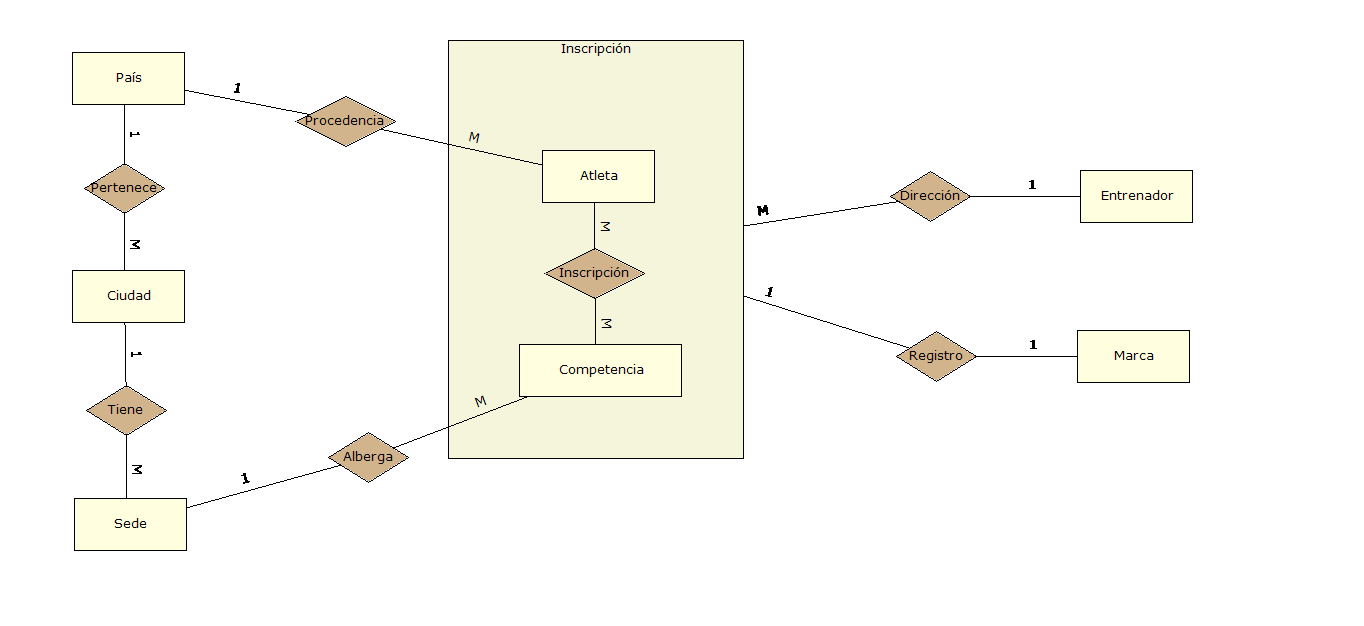 Inscripción
País
1
Procedencia
M
1
Atleta
Pertenece
M
Dirección
1
Entrenador
M
M
Inscripción
Ciudad
1
M
1
Registro
1
Marca
Competencia
M
Tiene
Alberga
M
1
Sede